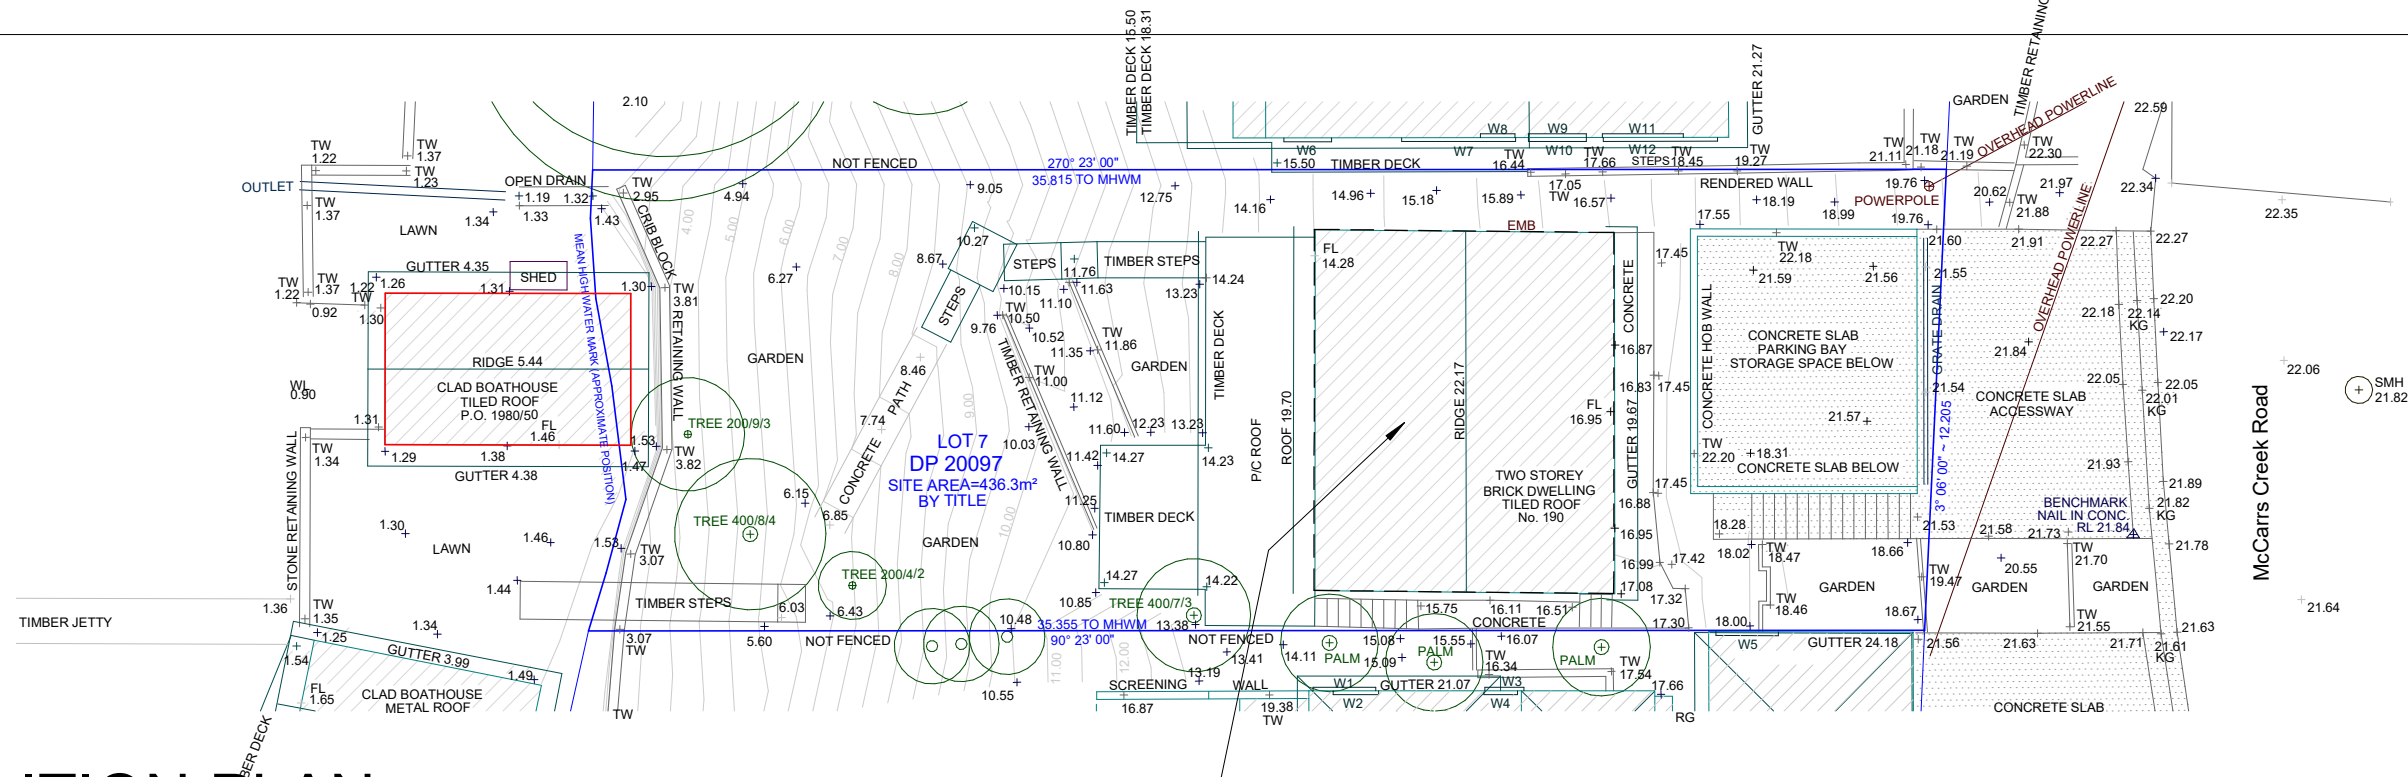 TIMBER DECK 15.50
TIMBER DECK 18.31
GUTTER 21.27
TIMBER RETAINING
OVERHEAD POWERLINE
GARDEN
22.59
2.10
TW
1.22
TW
1.37
TW
1.23
OUTLET
OPEN DRAIN
1.19
1.32
1.33
1.43
TW
2.95
4.94
NOT FENCED
270° 23' 00"
35.815 TO MHWM
9.05
12.75
14.16
14.96
15.18
15.89
16.57
W6
W7
W8
W9
W10
W11
W12
15.50
TIMBER DECK
TW
16.44
TW
17.66
STEPS
18.45
TW
19.27
17.05
TW
RENDERED WALL
TW
21.11
TW
21.18
21.19
TW
22.30
19.76
POWERPOLE
19.76
20.62
21.97
TW
21.88
22.34
22.35
17.55
18.19
18.99
TW
1.37
1.34
LAWN
GUTTER 4.35
SHED
1.31
1.26
1.22
TW
1.30
TW
1.22
TW
1.37
0.92
MEAN HIGH WATER MARK (APPROXIMATE POSITION)
CRIB BLOCK
RETAINING WALL
1.30
TW
3.81
4.00
5.00
6.00
7.00
8.00
9.00
10.00
11.00
12.00
6.27
8.67
10.27
STEPS
STEPS
10.15
11.76
TIMBER STEPS
11.63
11.10
13.23
14.24
EMB
FL
14.28
17.45
21.60
21.91
22.27
22.27
TW
22.18
21.59
21.56
21.55
OVERHEAD POWERLINE
22.18
22.20
22.14
KG
22.17
RIDGE 5.44
CLAD BOATHOUSE
TILED ROOF
P.O. 1980/50
FL
1.46
WL
0.90
1.31
1.29
1.38
GUTTER 4.38
1.53
1.47
TW
3.82
GARDEN
TREE 200/9/3
8.46
7.74
CONCRETE PATH
9.76
TW
10.50
10.52
11.35
TW
11.86
TW
11.00
11.12
TIMBER RETAINING WALL
GARDEN
TIMBER DECK
P/C ROOF
ROOF 19.70
RIDGE 22.17
CONCRETE
16.87
16.83
17.45
FL
16.95
GUTTER 19.67
CONCRETE HOB WALL
CONCRETE SLAB
PARKING BAY
STORAGE SPACE BELOW
GRATE DRAIN
21.84
21.54
CONCRETE SLAB
ACCESSWAY
22.05
22.05
22.01
KG
22.06
SMH
21.82
McCarrs Creek Road
21.57
TW
22.20
18.31
CONCRETE SLAB BELOW
3° 06' 00" ~ 12.205
21.93
21.89
21.82
KG
BENCHMARK
NAIL IN CONC.
RL 21.84
LOT 7
DP 20097
SITE AREA=436.3m²
BY TITLE
10.03
11.60
12.23
13.23
11.42
14.27
14.23
11.25
TIMBER DECK
TWO STOREY
BRICK DWELLING
TILED ROOF
No. 190
17.45
16.88
16.95
16.99
17.42
17.08
17.32
17.30
18.28
18.02
TW
18.47
TW
18.46
18.00
18.66
18.67
21.53
21.58
21.73
TW
21.70
21.78
GARDEN
TW
19.47
20.55
GARDEN
GARDEN
TW
21.55
21.64
21.63
STONE RETAINING WALL
TW
1.34
1.30
LAWN
1.46
1.53
TW
3.07
TREE 400/8/4
6.15
6.85
TREE 200/4/2
GARDEN
10.80
14.27
14.22
10.85
TREE 400/7/3
1.44
1.36
TW
1.35
TIMBER JETTY
1.25
1.34
TIMBER STEPS
6.03
6.43
3.07
TW
5.60
NOT FENCED
10.48
35.355 TO MHWM
90° 23' 00"
13.38
NOT FENCED
13.41
14.11
15.75
16.11
16.51
CONCRETE
15.08
15.55
16.07
15.09
PALM
PALM
PALM
TW
16.34
TW
17.54
W5
GUTTER 24.18
21.56
21.63
21.71
21.61
KG
1.54
GUTTER 3.99
1.49
FL
1.65
CLAD BOATHOUSE
METAL ROOF
TW
10.55
13.19
SCREENING WALL
16.87
19.38
TW
W1
W2
GUTTER 21.07
W3
W4
17.66
RG
CONCRETE SLAB
BER DECK
ITION PLAN